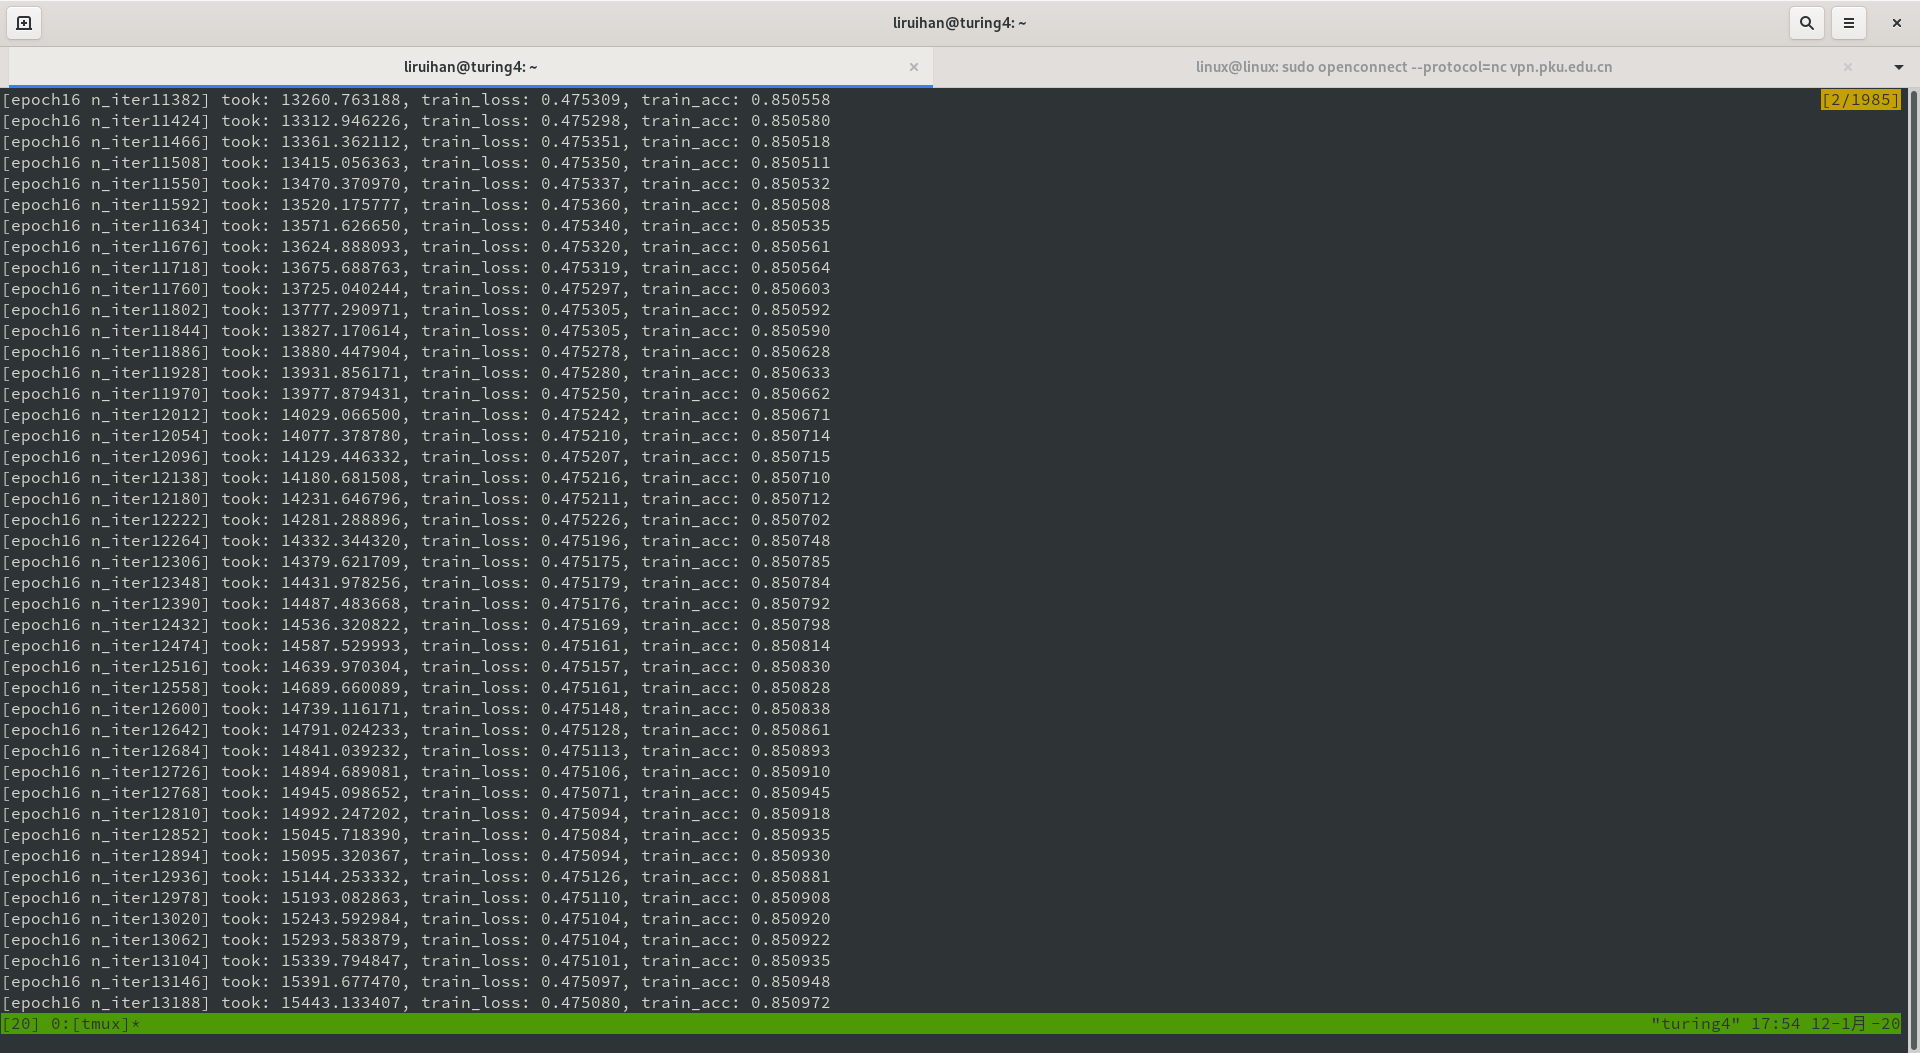 liruihan@turing4: ~
liruihan@turing4: ~
linux@linux: sudo openconnect --protocol=nc vpn.pku.edu.cn
[epoch16 n_iter11382] took: 13260.763188, train_loss: 0.475309, train_acc: 0.850558 [2/1985]
[epoch16 n_iter11424] took: 13312.946226, train_loss: 0.475298, train_acc: 0.850580
[epoch16 n_iter11466] took: 13361.362112, train_loss: 0.475351, train_acc: 0.850518
[epoch16 n_iter11508] took: 13415.056363, train_loss: 0.475350, train_acc: 0.850511
[epoch16 n_iter11550] took: 13470.370970, train_loss: 0.475337, train_acc: 0.850532
[epoch16 n_iter11592] took: 13520.175777, train_loss: 0.475360, train_acc: 0.850508
[epoch16 n_iter11634] took: 13571.626650, train_loss: 0.475340, train_acc: 0.850535
[epoch16 n_iter11676] took: 13624.888093, train_loss: 0.475320, train_acc: 0.850561
[epoch16 n_iter11718] took: 13675.688763, train_loss: 0.475319, train_acc: 0.850564
[epoch16 n_iter11760] took: 13725.040244, train_loss: 0.475297, train_acc: 0.850603
[epoch16 n_iter11802] took: 13777.290971, train_loss: 0.475305, train_acc: 0.850592
[epoch16 n_iter11844] took: 13827.170614, train_loss: 0.475305, train_acc: 0.850590
[epoch16 n_iter11886] took: 13880.447904, train_loss: 0.475278, train_acc: 0.850628
[epoch16 n_iter11928] took: 13931.856171, train_loss: 0.475280, train_acc: 0.850633
[epoch16 n_iter11970] took: 13977.879431, train_loss: 0.475250, train_acc: 0.850662
[epoch16 n_iter12012] took: 14029.066500, train_loss: 0.475242, train_acc: 0.850671
[epoch16 n_iter12054] took: 14077.378780, train_loss: 0.475210, train_acc: 0.850714
[epoch16 n_iter12096] took: 14129.446332, train_loss: 0.475207, train_acc: 0.850715
[epoch16 n_iter12138] took: 14180.681508, train_loss: 0.475216, train_acc: 0.850710
[epoch16 n_iter12180] took: 14231.646796, train_loss: 0.475211, train_acc: 0.850712
[epoch16 n_iter12222] took: 14281.288896, train_loss: 0.475226, train_acc: 0.850702
[epoch16 n_iter12264] took: 14332.344320, train_loss: 0.475196, train_acc: 0.850748
[epoch16 n_iter12306] took: 14379.621709, train_loss: 0.475175, train_acc: 0.850785
[epoch16 n_iter12348] took: 14431.978256, train_loss: 0.475179, train_acc: 0.850784
[epoch16 n_iter12390] took: 14487.483668, train_loss: 0.475176, train_acc: 0.850792
[epoch16 n_iter12432] took: 14536.320822, train_loss: 0.475169, train_acc: 0.850798
[epoch16 n_iter12474] took: 14587.529993, train_loss: 0.475161, train_acc: 0.850814
[epoch16 n_iter12516] took: 14639.970304, train_loss: 0.475157, train_acc: 0.850830
[epoch16 n_iter12558] took: 14689.660089, train_loss: 0.475161, train_acc: 0.850828
[epoch16 n_iter12600] took: 14739.116171, train_loss: 0.475148, train_acc: 0.850838
[epoch16 n_iter12642] took: 14791.024233, train_loss: 0.475128, train_acc: 0.850861
[epoch16 n_iter12684] took: 14841.039232, train_loss: 0.475113, train_acc: 0.850893
[epoch16 n_iter12726] took: 14894.689081, train_loss: 0.475106, train_acc: 0.850910
[epoch16 n_iter12768] took: 14945.098652, train_loss: 0.475071, train_acc: 0.850945
[epoch16 n_iter12810] took: 14992.247202, train_loss: 0.475094, train_acc: 0.850918
[epoch16 n_iter12852] took: 15045.718390, train_loss: 0.475084, train_acc: 0.850935
[epoch16 n_iter12894] took: 15095.320367, train_loss: 0.475094, train_acc: 0.850930
[epoch16 n_iter12936] took: 15144.253332, train_loss: 0.475126, train_acc: 0.850881
[epoch16 n_iter12978] took: 15193.082863, train_loss: 0.475110, train_acc: 0.850908
[epoch16 n_iter13020] took: 15243.592984, train_loss: 0.475104, train_acc: 0.850920
[epoch16 n_iter13062] took: 15293.583879, train_loss: 0.475104, train_acc: 0.850922
[epoch16 n_iter13104] took: 15339.794847, train_loss: 0.475101, train_acc: 0.850935
[epoch16 n_iter13146] took: 15391.677470, train_loss: 0.475097, train_acc: 0.850948
[epoch16 n_iter13188] took: 15443.133407, train_loss: 0.475080, train_acc: 0.850972
[20] 0:[tmux]* "turing4" 17:54 12-1月-20